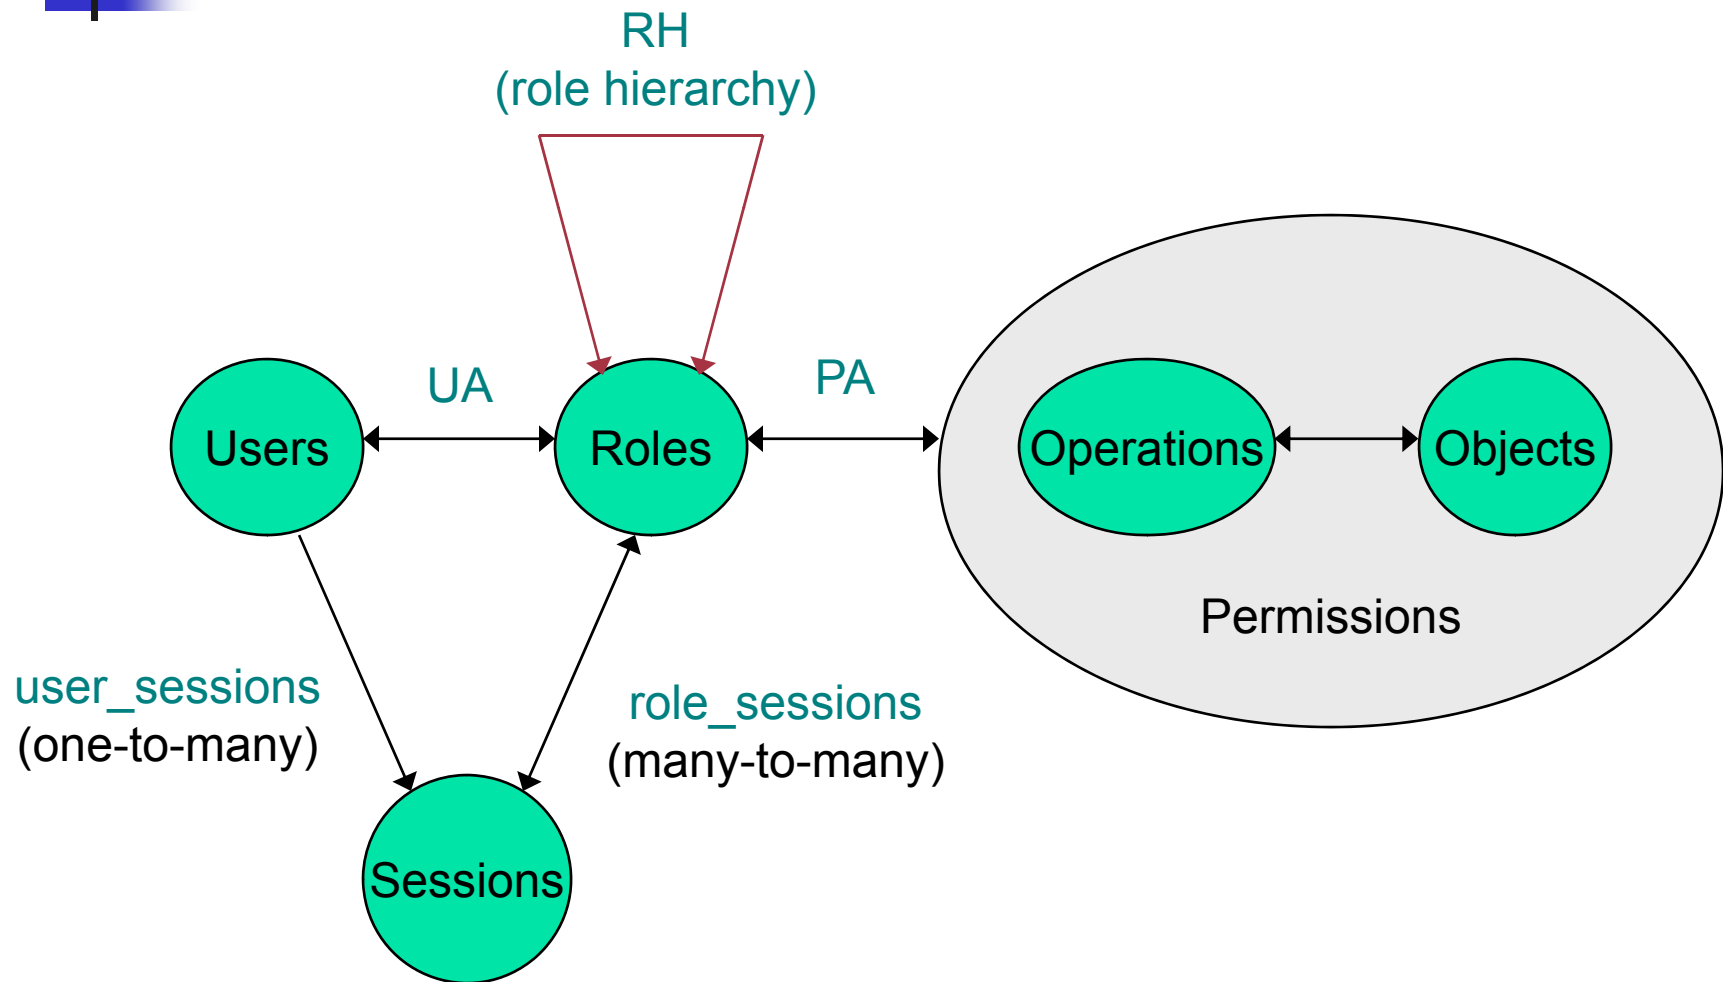 RH
(role hierarchy)
UA
PA
Users
Roles
Operations
Objects
Permissions
user_sessions
(one-to-many)
role_sessions
(many-to-many)
Sessions